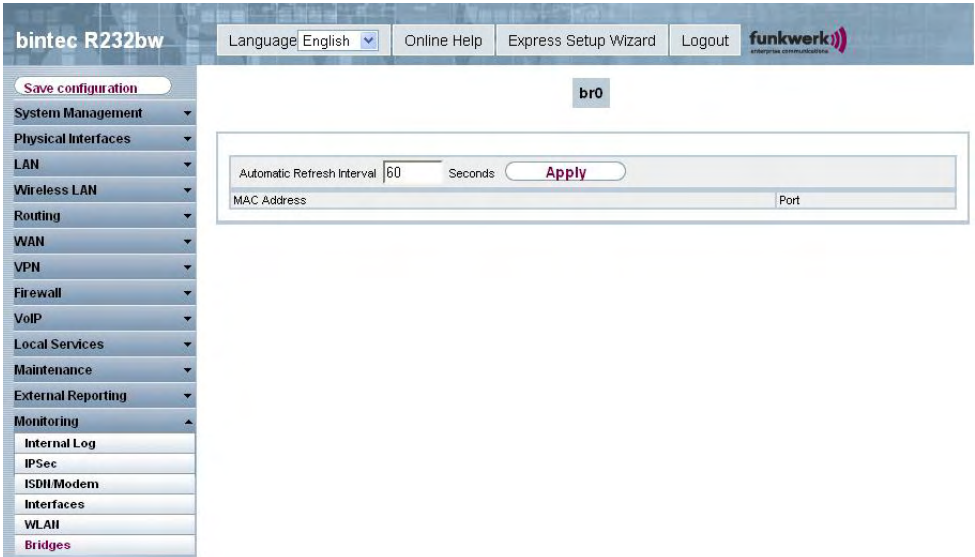 bintec R232bw
Language English Online Help Express Setup Wizard Logout funkwerk
enterprise communications
Save configuration
br0
System Management
Physical Interfaces
LAN
Wireless LAN
Routing
WAN
VPN
Firewall
VoIP
Local Services
Maintenance
External Reporting
Monitoring
Internal Log
IPSec
ISDN/Modem
Interfaces
WLAN
Bridges
Automatic Refresh Interval 60 Seconds Apply
MAC Address Port